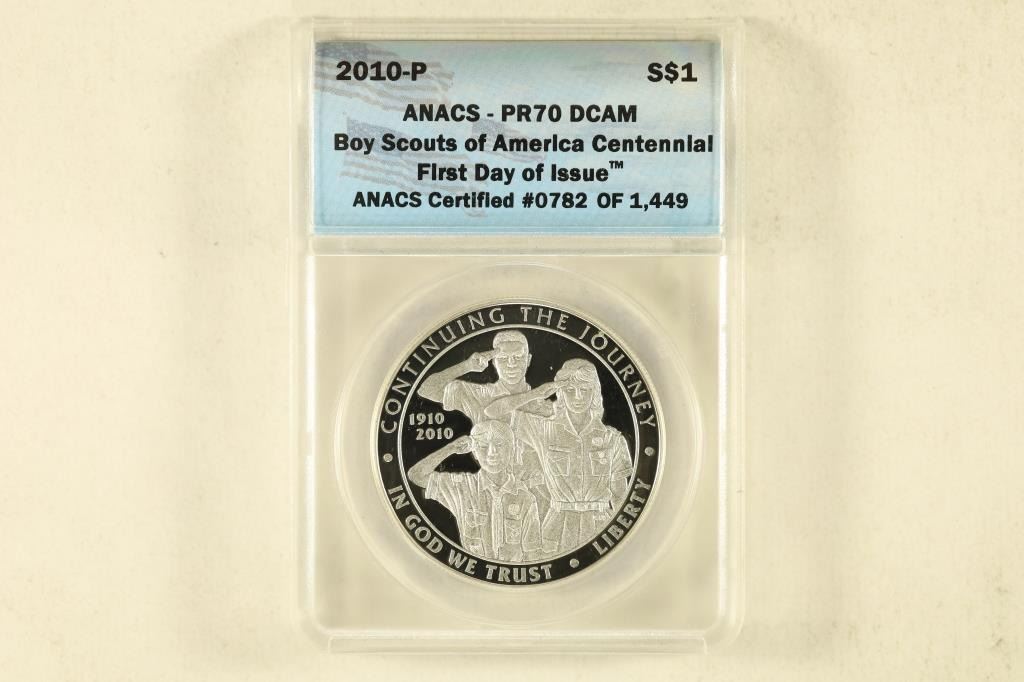 2010-P S$1
ANACS - PR70 DCAM
Boy Scouts of America Centennial
First Day of Issue™
ANACS Certified #0782 OF 1,449
• CONTINUING THE JOURNEY •
1910
2010
IN GOD WE TRUST • LIBERTY